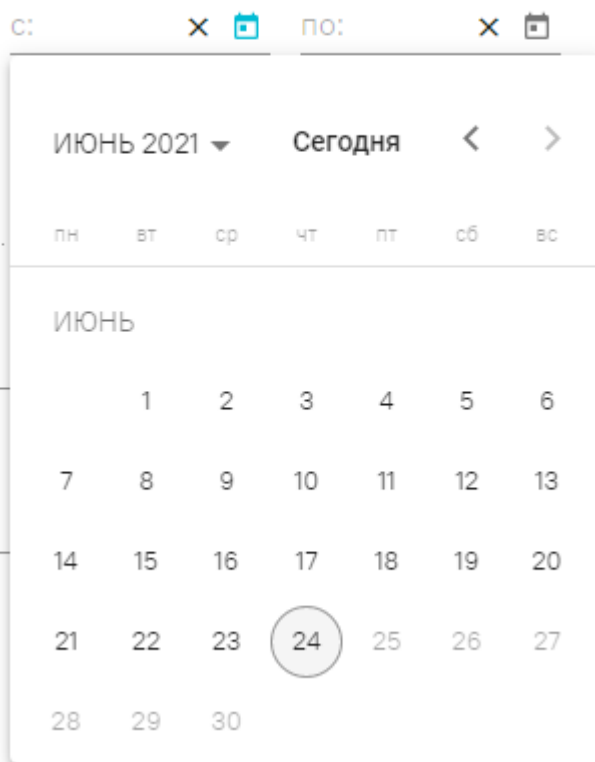 с: по:
ИЮНЬ 2021 Сегодня
пн вт ср чт пт сб вс
ИЮНЬ
1 2 3 4 5 6
7 8 9 10 11 12 13
14 15 16 17 18 19 20
21 22 23 24 25 26 27
28 29 30